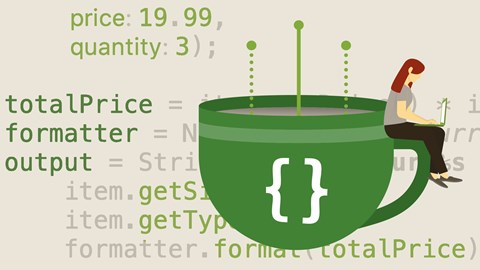 price: 19.99,
quantity: 3);
totalPrice = ) * i
formatter = N
output = Stri
item.getSi
{}
item.getTyp
formatter.format(totalPrice)